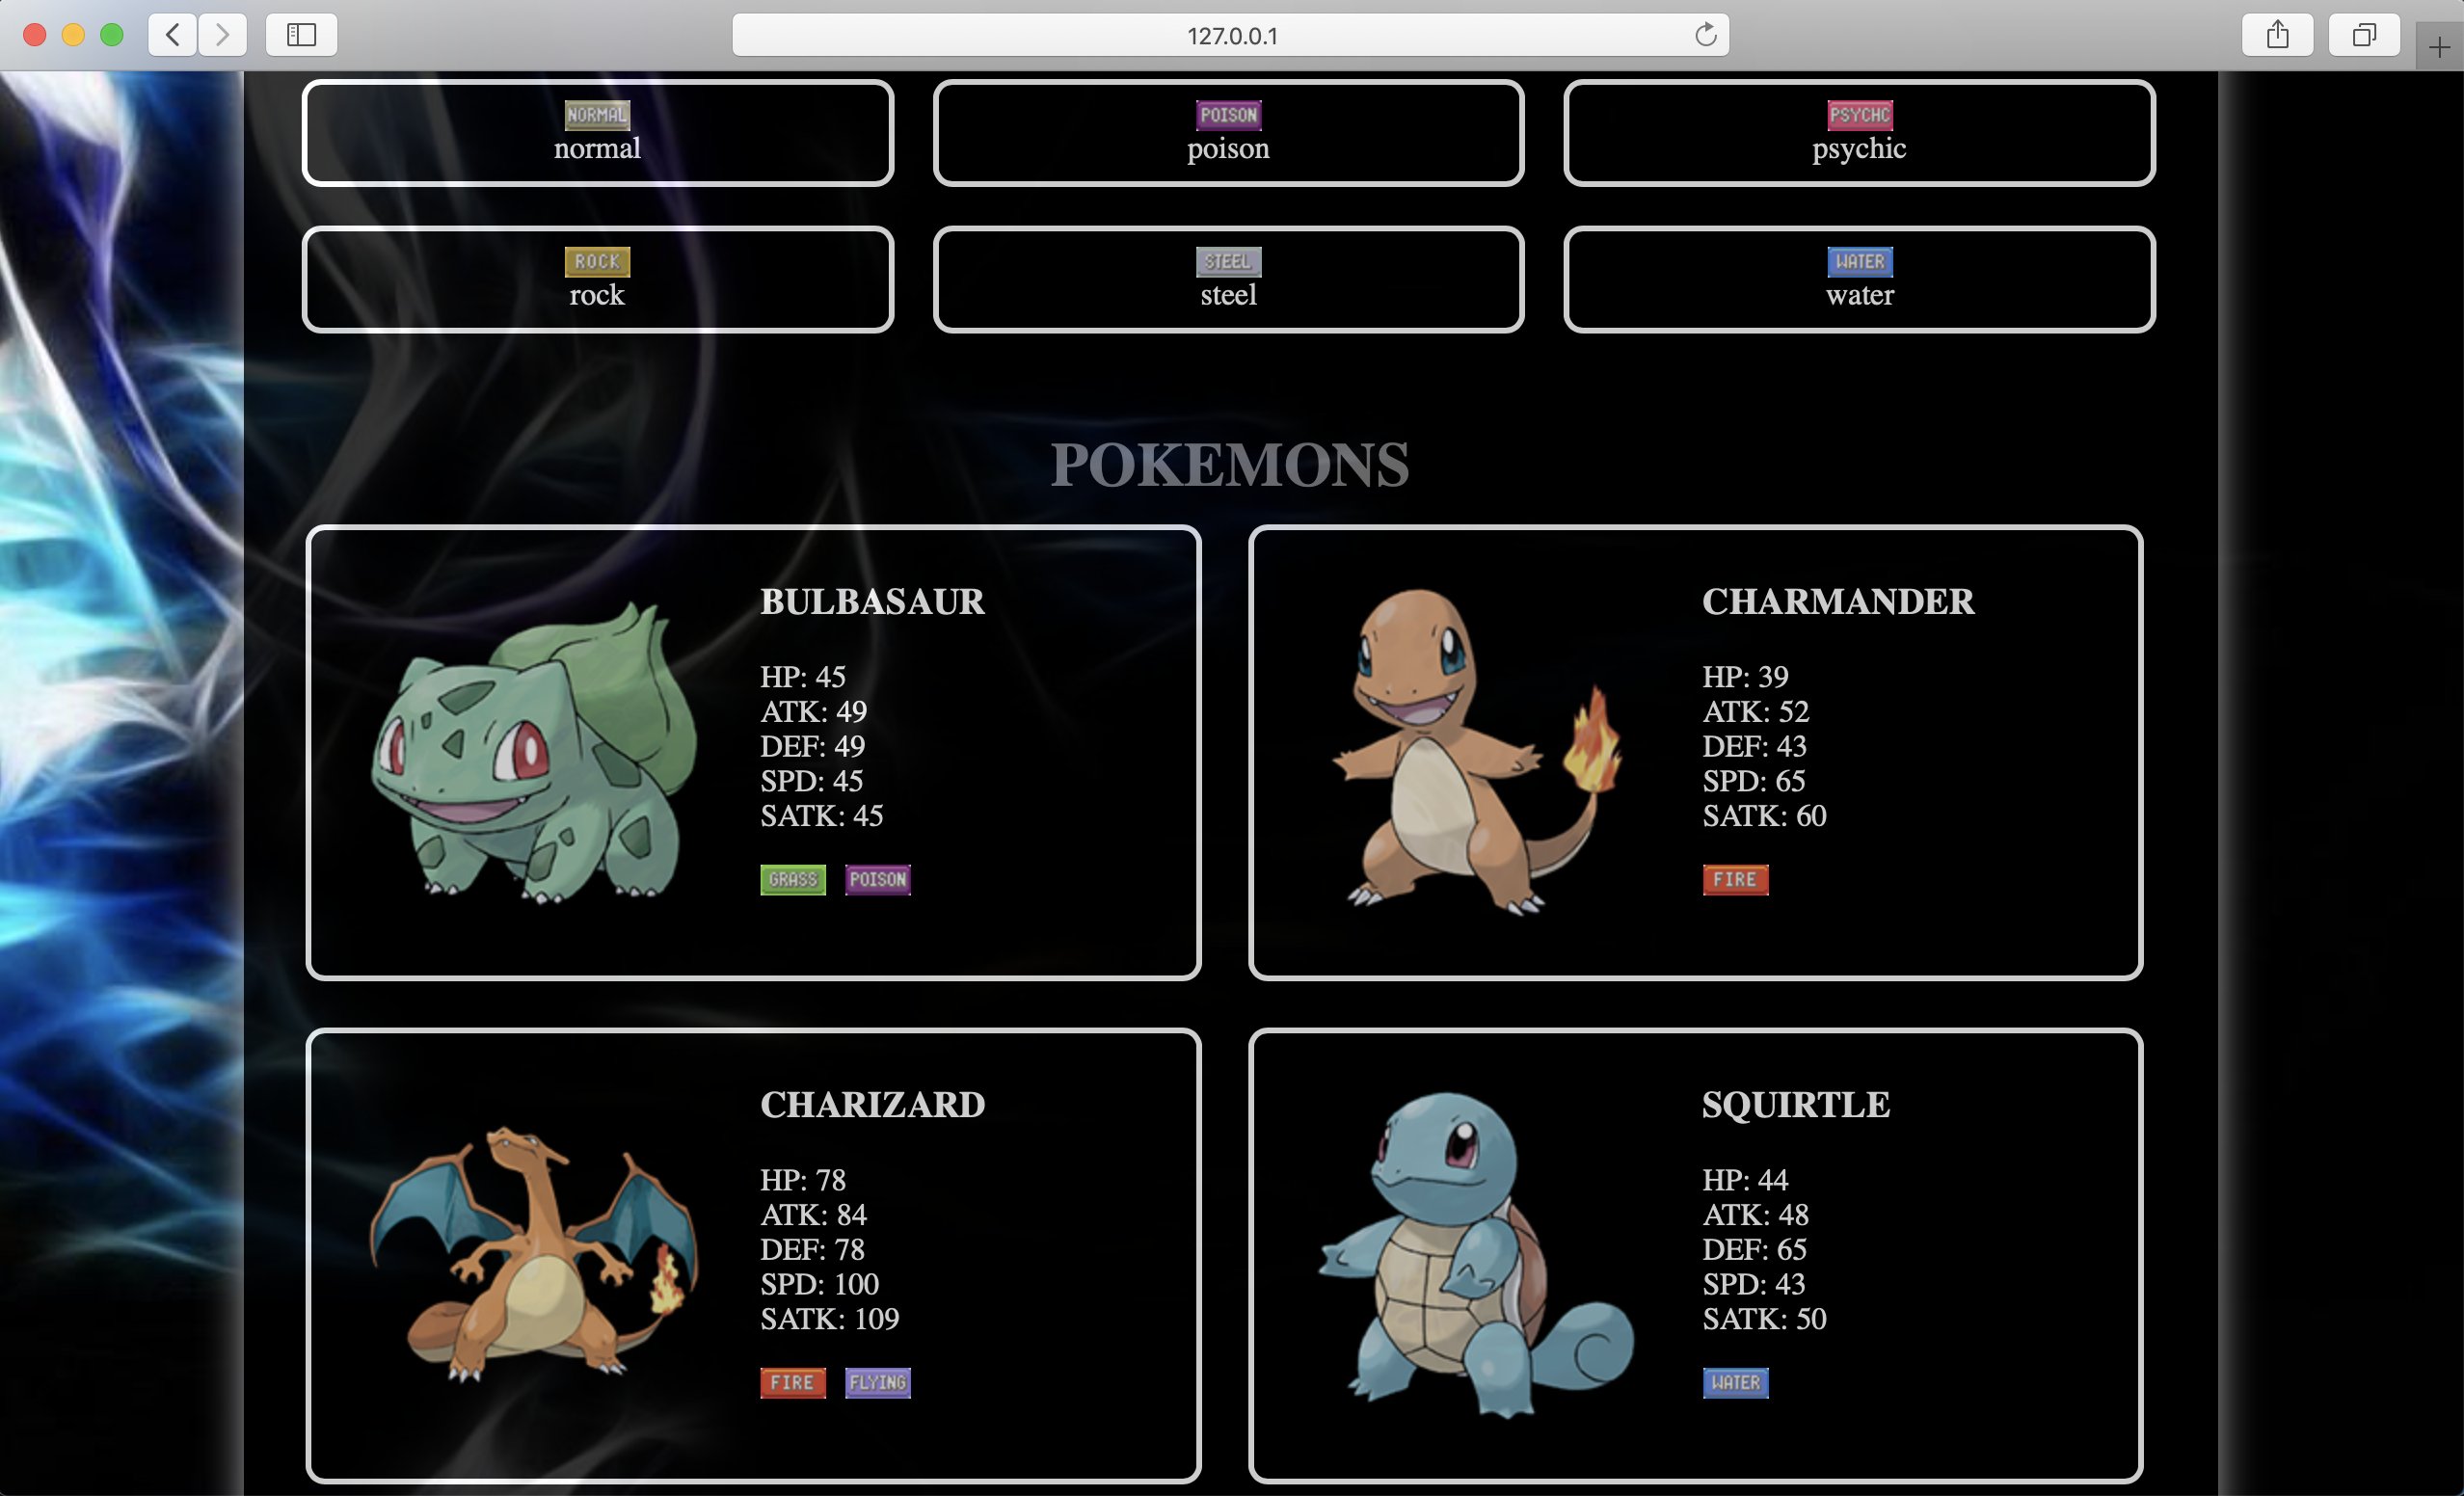 127.0.0.1
NORMAL
normal
POISON
poison
PSYCHC
psychic
ROCK
rock
STEEL
steel
WATER
water
POKEMONS
BULBASAUR
HP: 45
ATK: 49
DEF: 49
SPD: 45
SATK: 45
GRASS POISON
CHARMANDER
HP: 39
ATK: 52
DEF: 43
SPD: 65
SATK: 60
FIRE
CHARIZARD
HP: 78
ATK: 84
DEF: 78
SPD: 100
SATK: 109
FIRE FLYING
SQUIRTLE
HP: 44
ATK: 48
DEF: 65
SPD: 43
SATK: 50
WATER